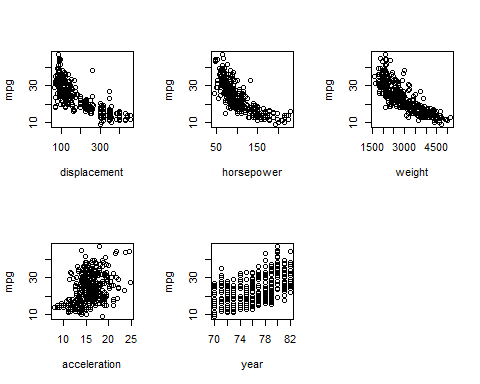 mpg
10 30
100 300
displacement
mpg
10 30
50 150
horsepower
mpg
10 30
1500 3000 4500
weight
mpg
10 30
10 15 20 25
acceleration
mpg
10 30
70 74 78 82
year